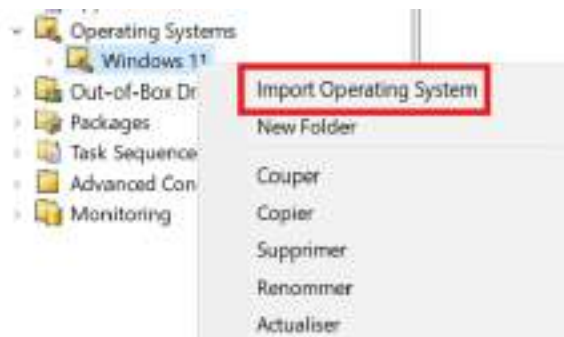 Operating Systems
Windows 11
Out-of-Box Dr
Packages
Task Sequence
Advanced Con
Monitoring
Import Operating System
New Folder
Couper
Copier
Supprimer
Renommer
Actualiser